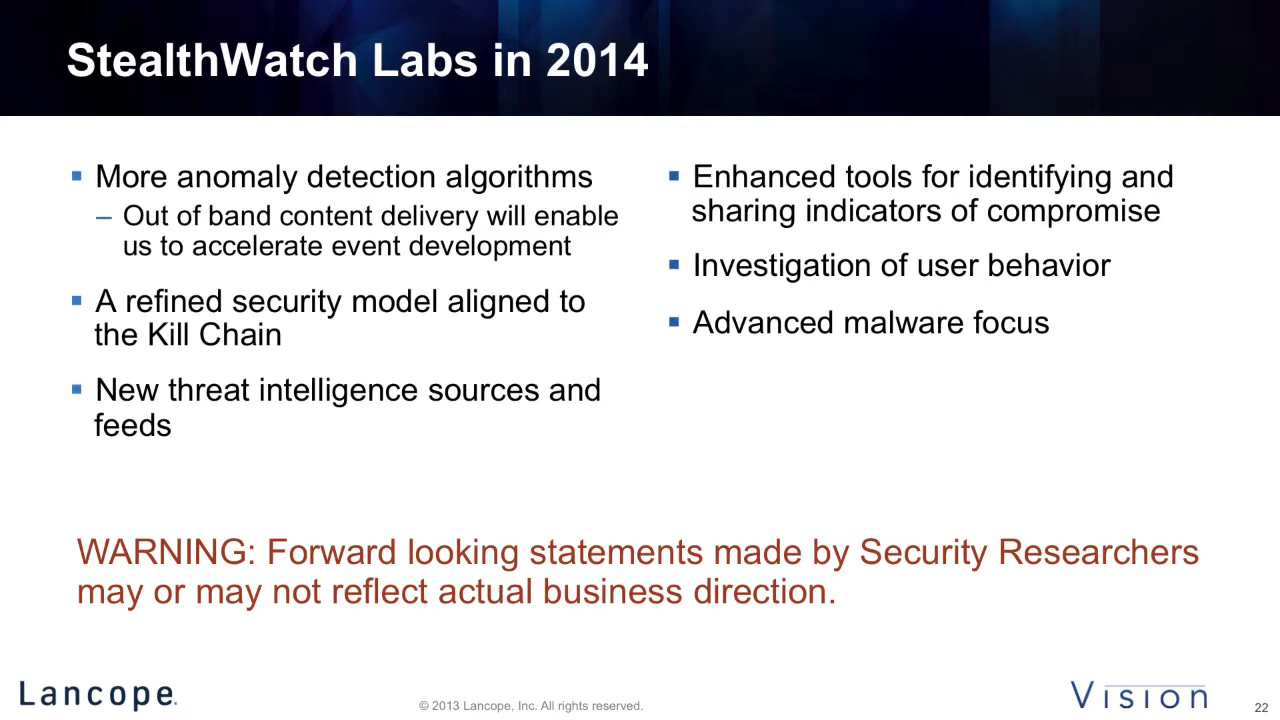 StealthWatch Labs in 2014
More anomaly detection algorithms
– Out of band content delivery will enable
us to accelerate event development
A refined security model aligned to
the Kill Chain
New threat intelligence sources and
feeds
Enhanced tools for identifying and
sharing indicators of compromise
Investigation of user behavior
Advanced malware focus
WARNING: Forward looking statements made by Security Researchers
may or may not reflect actual business direction.
Lancope®
© 2013 Lancope, Inc. All rights reserved.
Vision
22